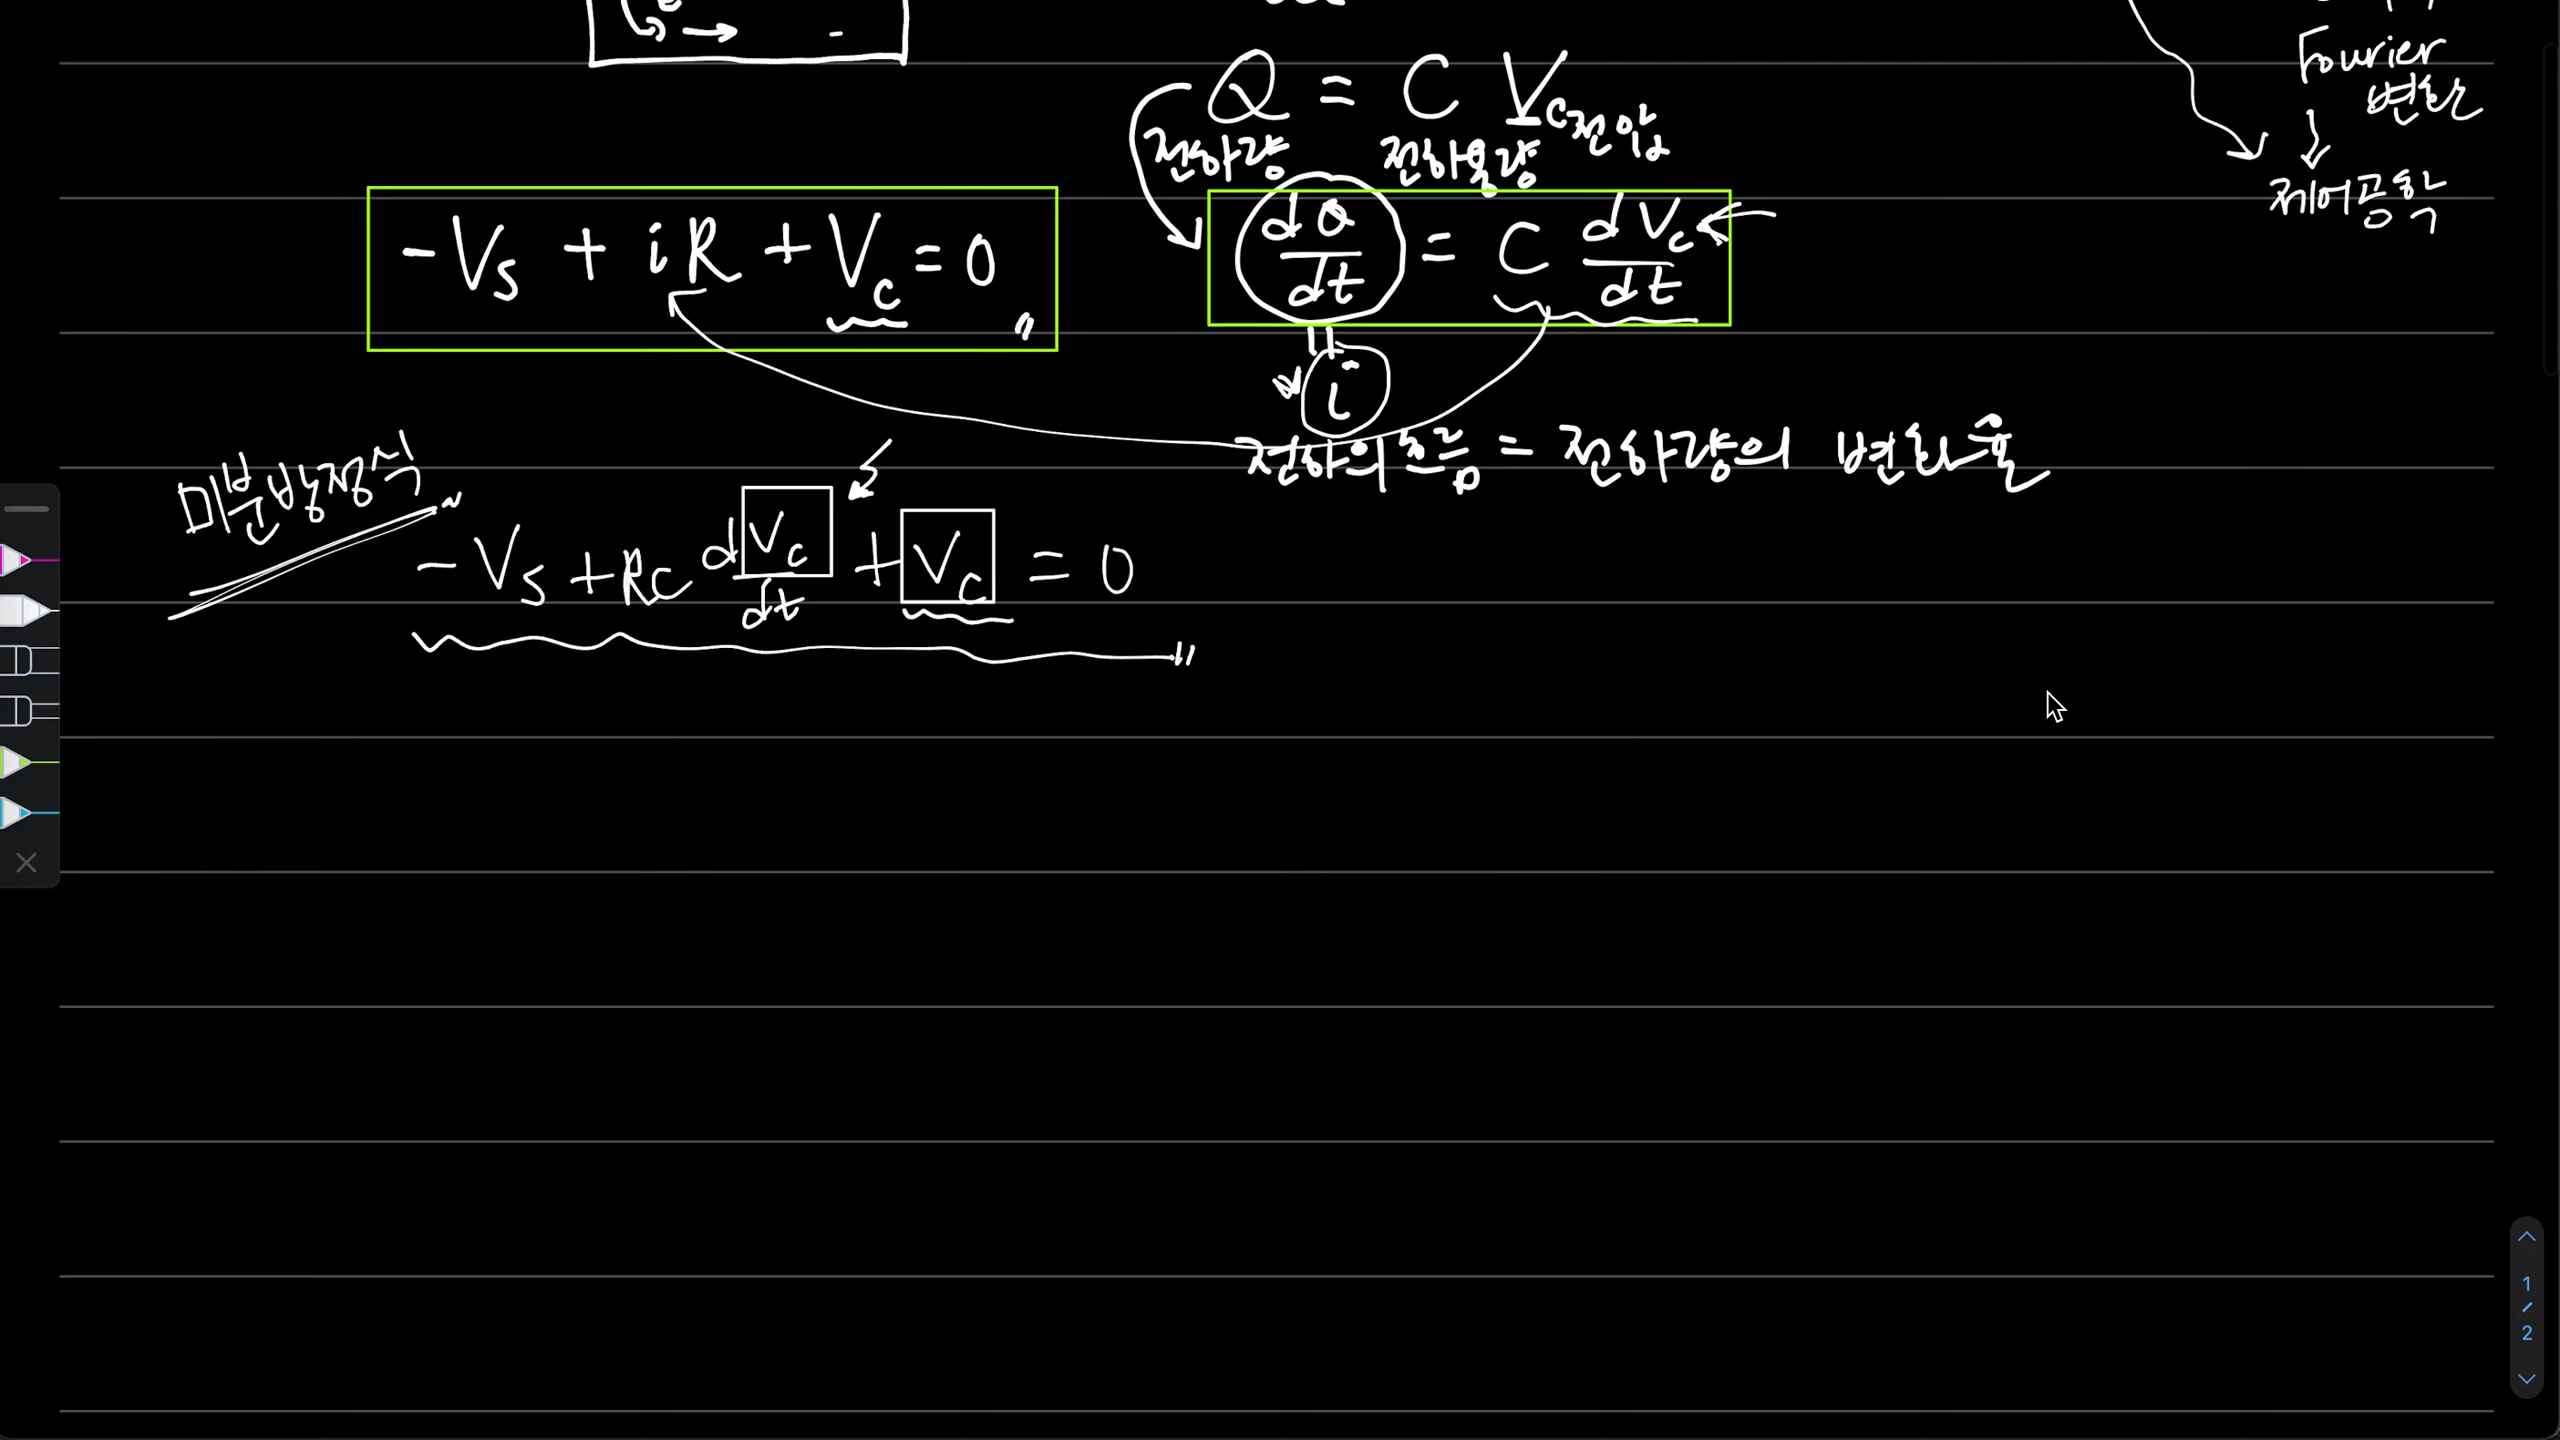 Fourier
변환
제어공학
Q = C Vc전압
전하량 전하용량
-Vs + iR + Vc = 0
dQ/dt = C dVc/dt
i
전하의 흐름 = 전하량의 변화율
미분방정식
-Vs + RC dVc/dt + Vc = 0
1
/
2